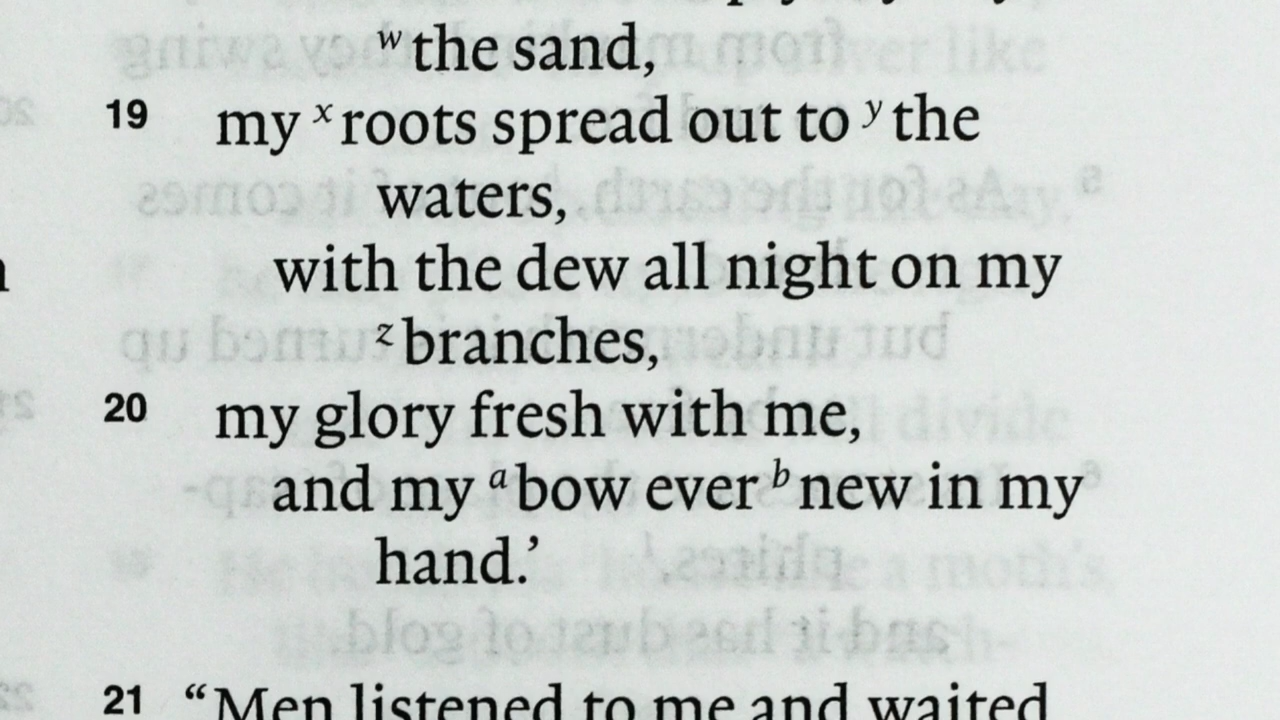 w the sand,
19 my x roots spread out to y the
waters,
with the dew all night on my
z branches,
20 my glory fresh with me,
and my a bow ever b new in my
hand.’
21 “Men listened to me and waited